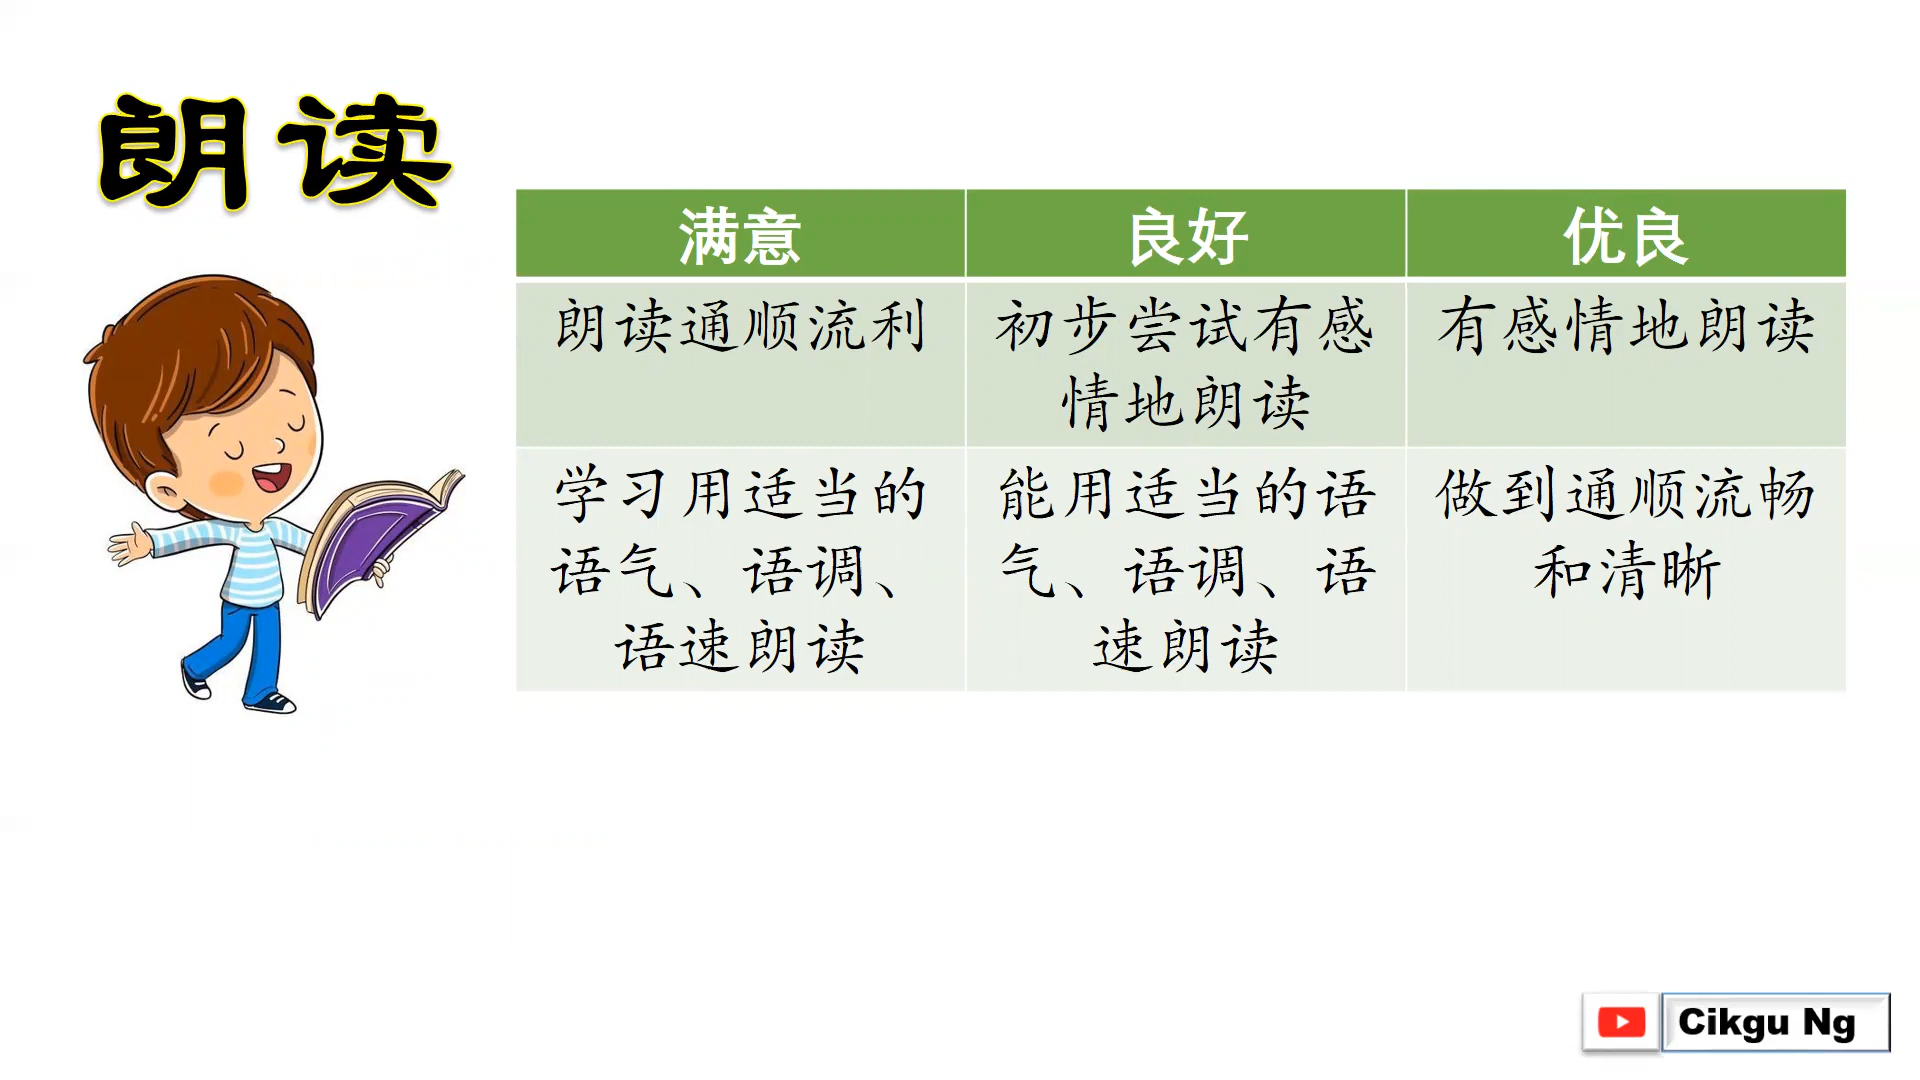 朗读
满意
良好
优良
朗读通顺流利
初步尝试有感
情地朗读
有感情地朗读
学习用适当的
语气、语调、
语速朗读
能用适当的语
气、语调、语
速朗读
做到通顺流畅
和清晰
Cikgu Ng